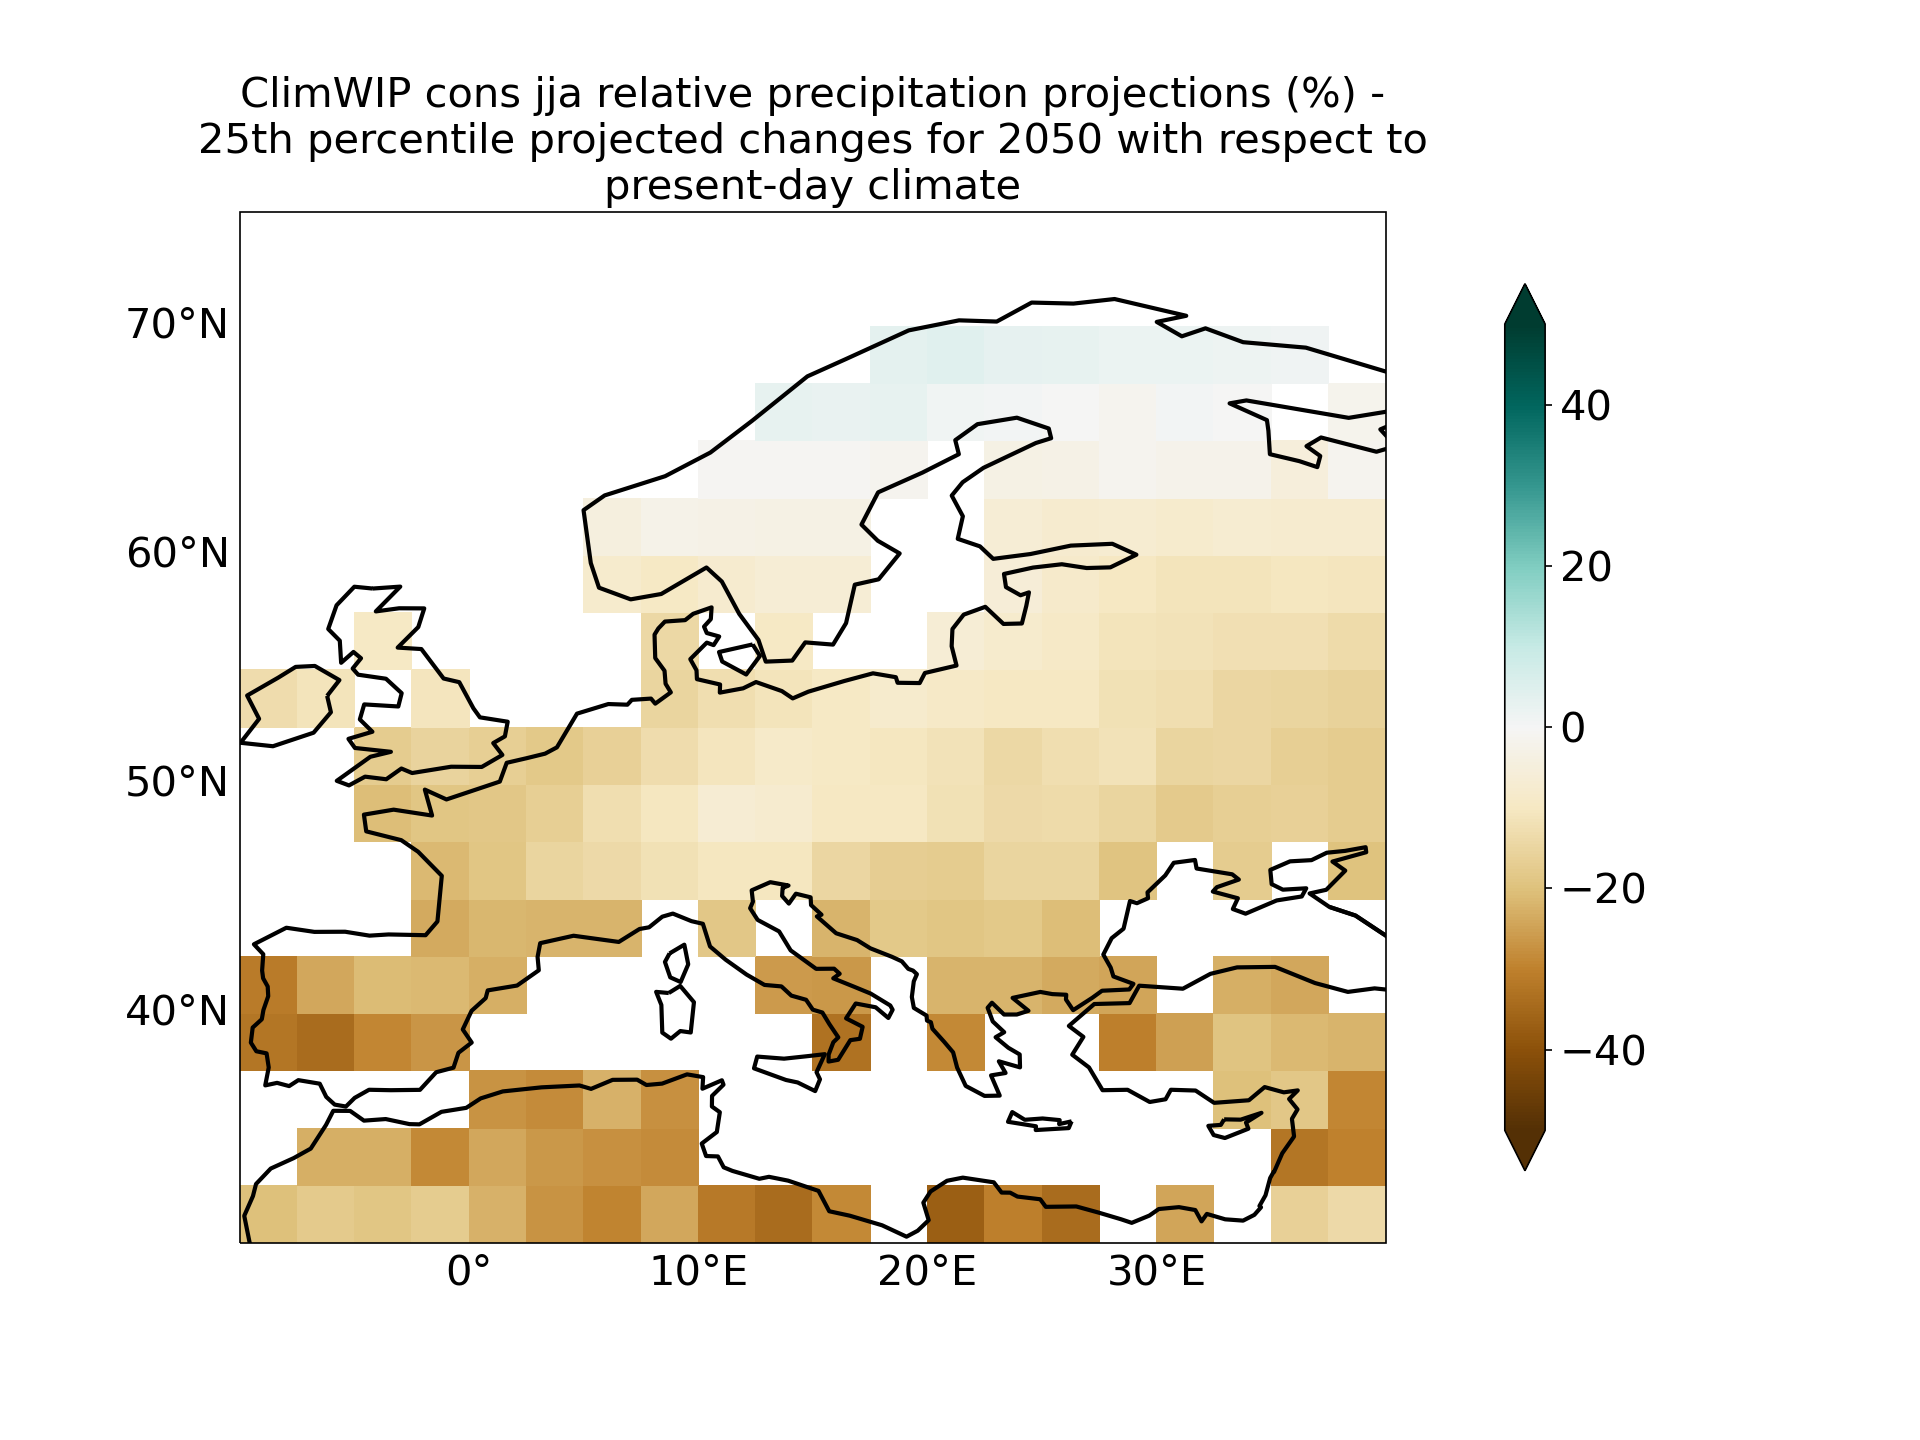 ClimWIP cons jja relative precipitation projections (%) -
25th percentile projected changes for 2050 with respect to
present-day climate
70°N
60°N
50°N
40°N
0°
10°E
20°E
30°E
40
20
0
−20
−40